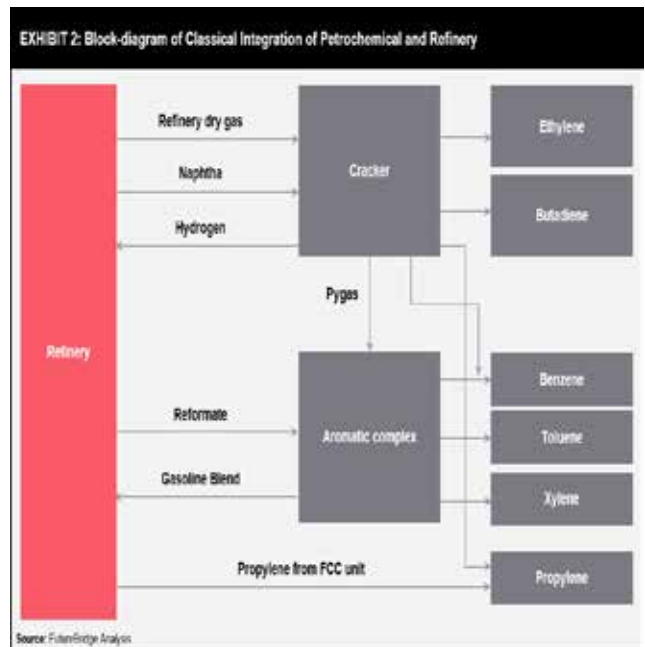 EXHIBIT 2: Block-diagram of Classical Integration of Petrochemical and Refinery
Refinery dry gas
Ethylene
Naphtha
Cracker
Butadiene
Hydrogen
Pygas
Refinery
Benzene
Reformate
Aromatic complex
Toluene
Gasoline Blend
Xylene
Propylene from FCC unit
Propylene
Source: FutureBridge Analysis